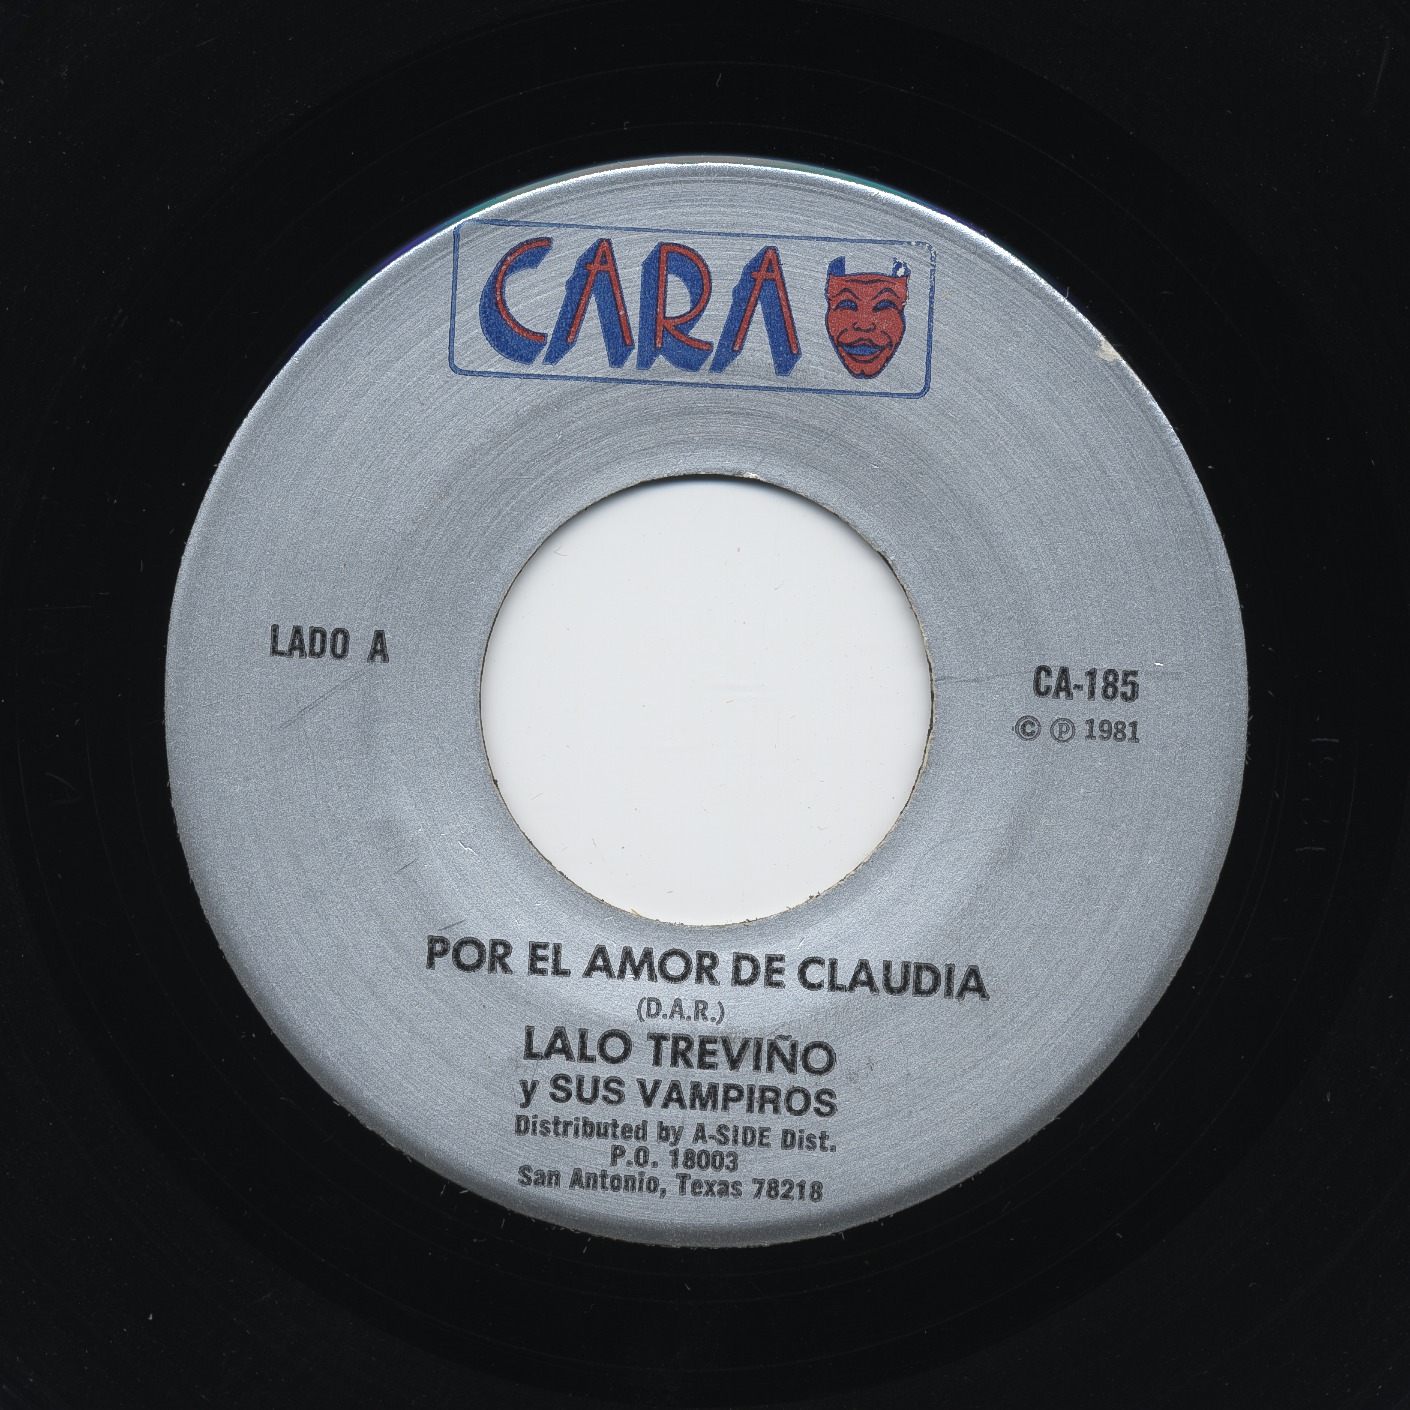 CARA
LADO A
CA-185
© ℗ 1981
POR EL AMOR DE CLAUDIA
(D.A.R.)
LALO TREVIÑO
y SUS VAMPIROS
Distributed by A-SIDE Dist.
P.O. 18003
San Antonio, Texas 78218